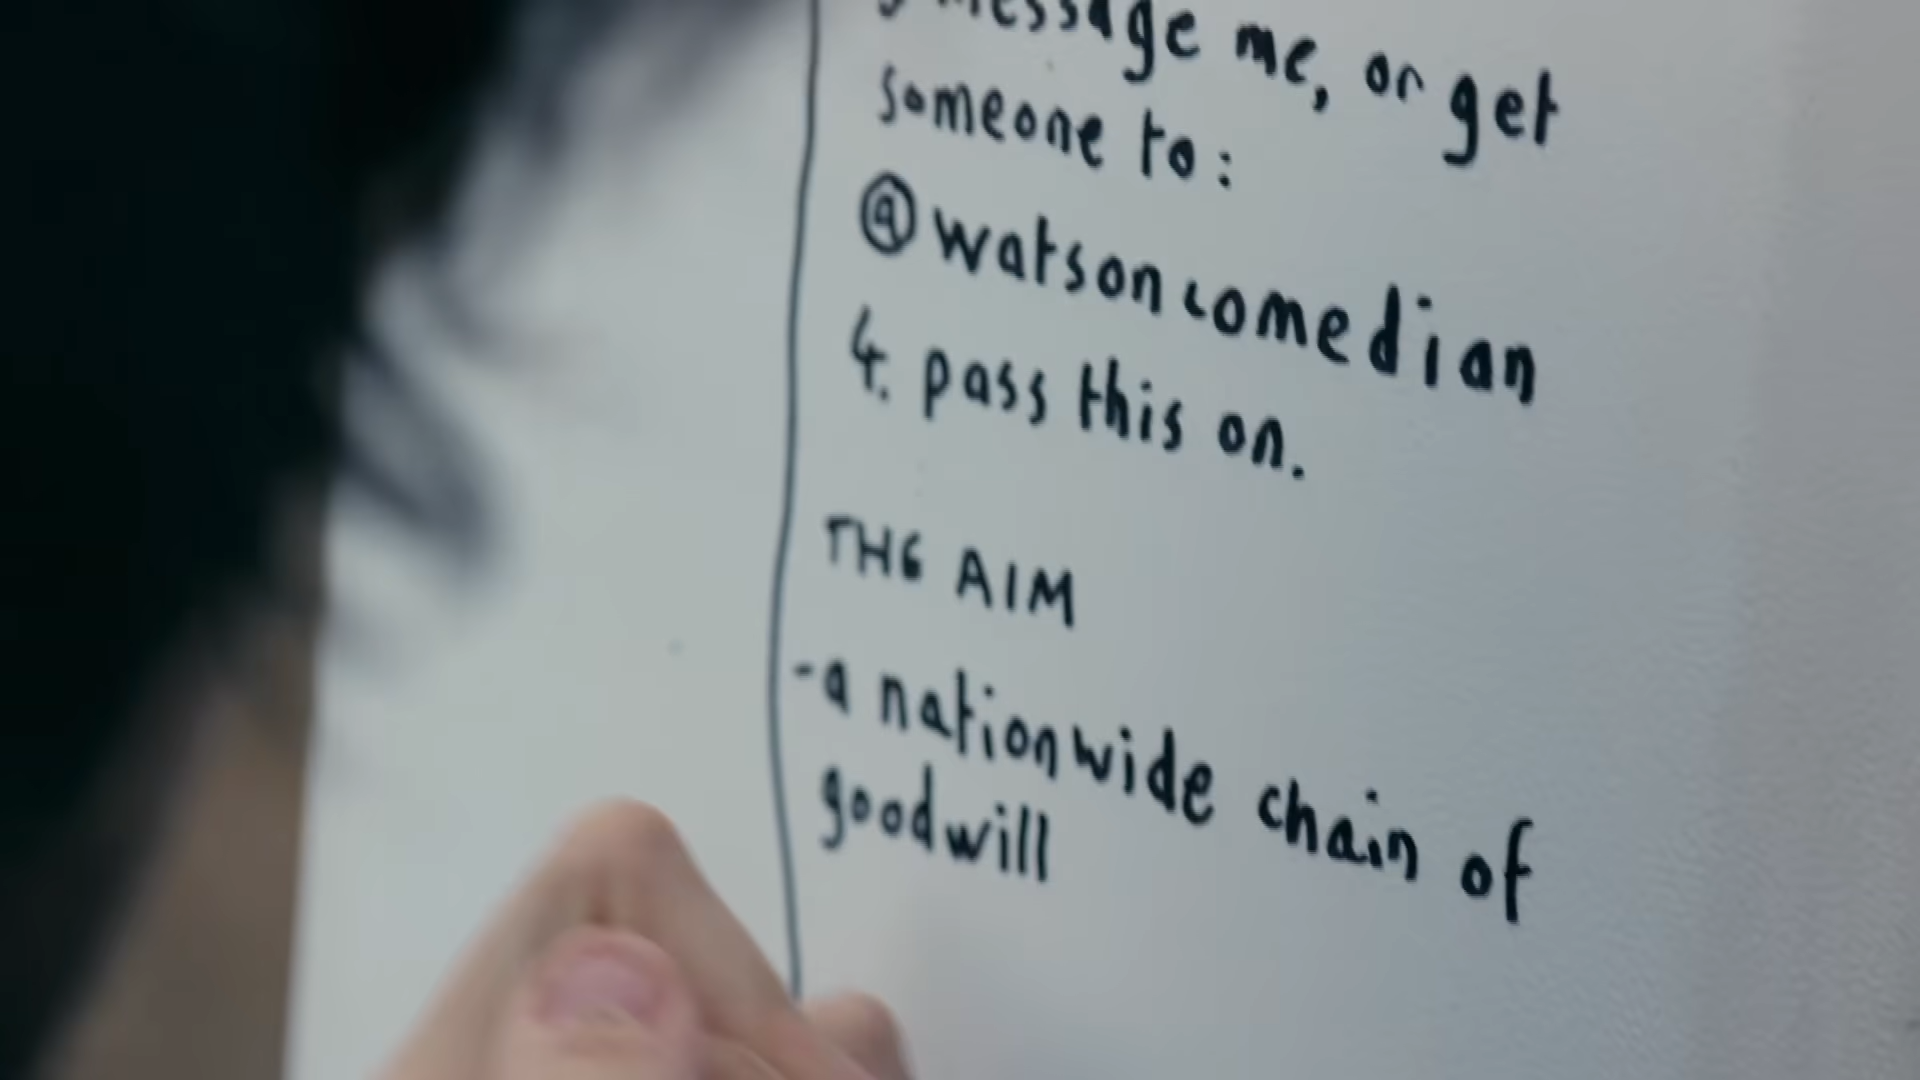 message me, or get
someone to:
@watsoncomedian
4. pass this on.
THE AIM
-a nationwide chain of
goodwill